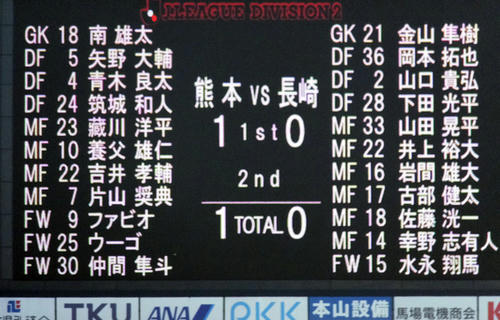 J.LEAGUE DIVISION 2
GK 18 南 雄太
DF 5 矢野 大輔
DF 4 青木 良太
DF 24 筑城 和人
MF 23 藏川 洋平
MF 10 養父 雄仁
MF 22 吉井 孝輔
MF 7 片山 奨典
FW 9 ファビオ
FW 25 ウーゴ
FW 30 仲間 隼斗
熊本 VS 長崎
1 1st 0
2nd
1 TOTAL 0
GK 21 金山 隼樹
DF 36 岡本 拓也
DF 2 山口 貴弘
DF 28 下田 光平
MF 33 山田 晃平
MF 22 井上 裕大
MF 16 岩間 雄大
MF 17 古部 健太
MF 18 佐藤 洸一
MF 14 幸野 志有人
FW 15 水永 翔馬
TKU
ANA
本山設備
馬場電機商会